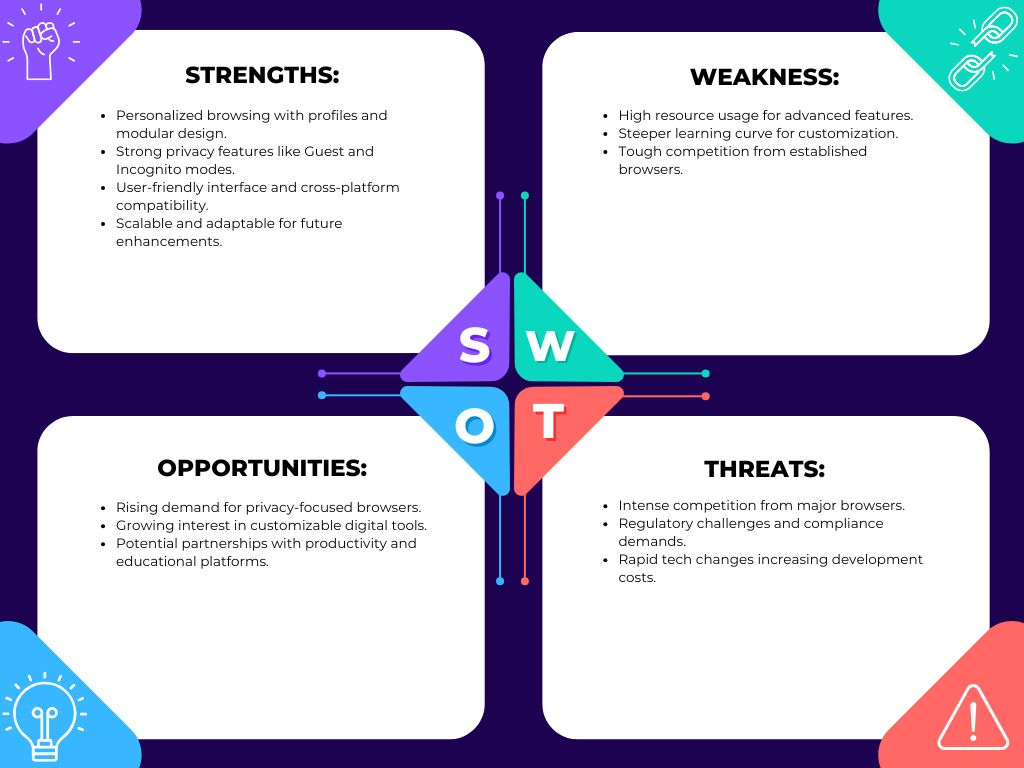 STRENGTHS:
• Personalized browsing with profiles and
modular design.
• Strong privacy features like Guest and
Incognito modes.
• User-friendly interface and cross-platform
compatibility.
• Scalable and adaptable for future
enhancements.
WEAKNESS:
• High resource usage for advanced features.
• Steeper learning curve for customization.
• Tough competition from established
browsers.
S
W
O
T
OPPORTUNITIES:
• Rising demand for privacy-focused browsers.
• Growing interest in customizable digital tools.
• Potential partnerships with productivity and
educational platforms.
THREATS:
• Intense competition from major browsers.
• Regulatory challenges and compliance
demands.
• Rapid tech changes increasing development
costs.